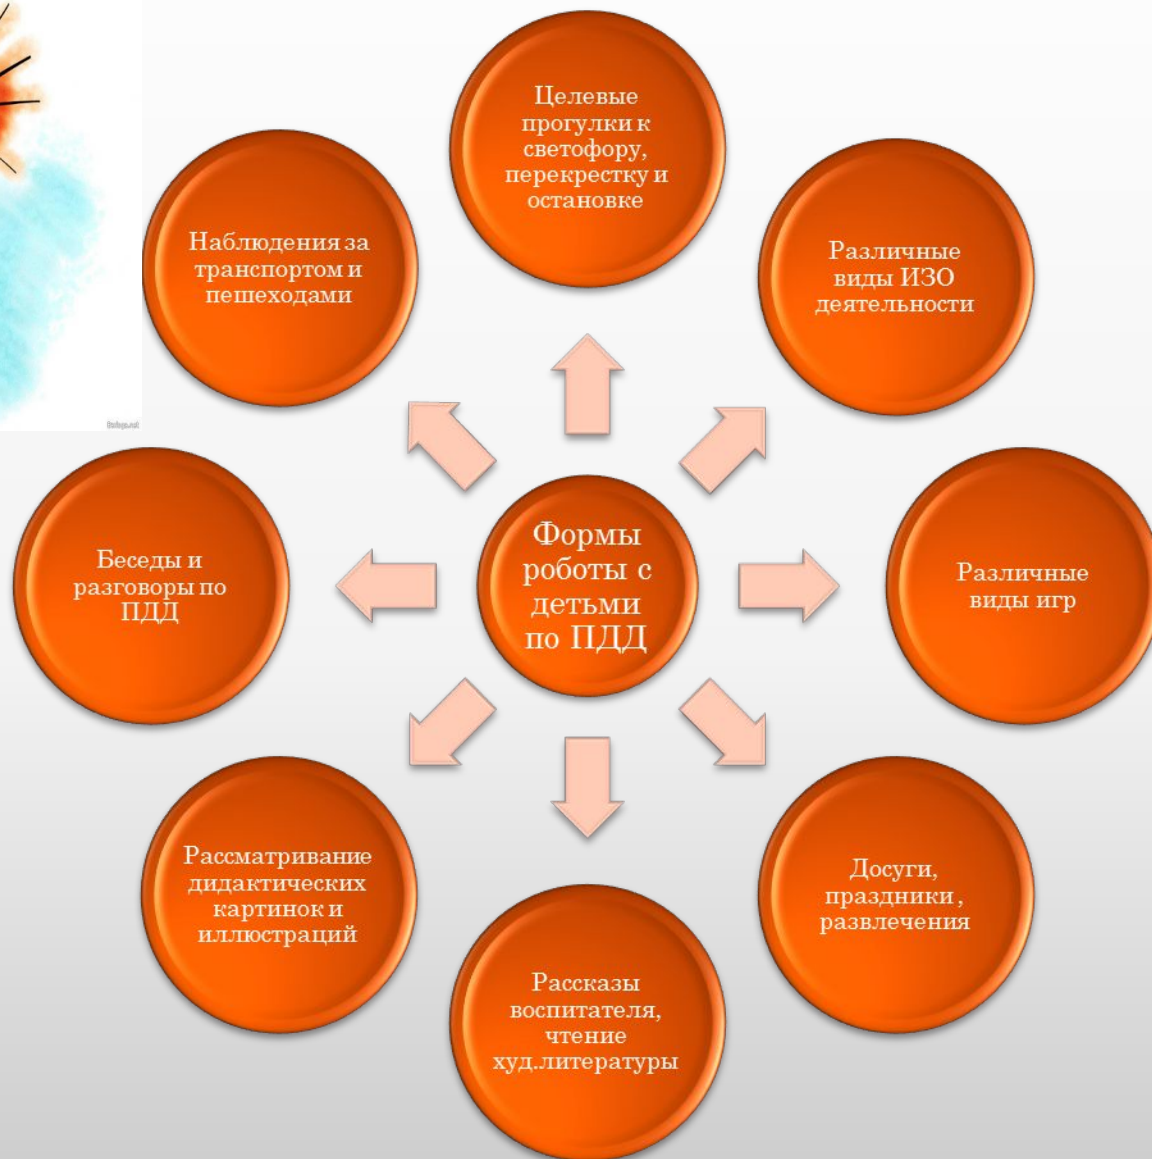 Целевые
прогулки к
светофору,
перекрестку и
остановке
Различные
виды ИЗО
деятельности
Различные
виды игр
Досуги,
праздники,
развлечения
Рассказы
воспитателя,
чтение
худ.литературы
Рассматривание
дидактических
картинок и
иллюстраций
Беседы и
разговоры по
ПДД
Наблюдения за
транспортом и
пешеходами
Формы
роботы с
детьми
по ПДД